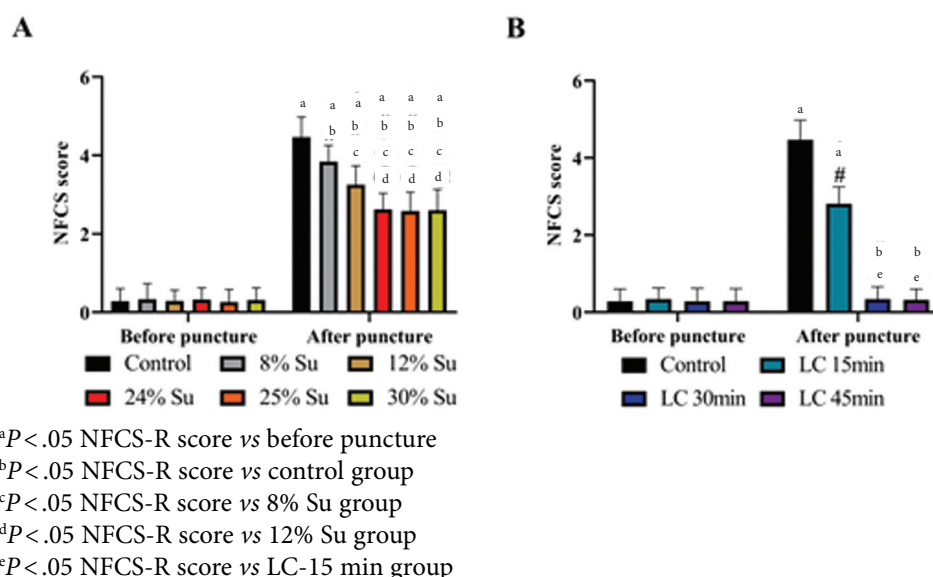 A
B
6
4
2
0
NFCS score
a a a a a a
b b b b b
a
c c c c
d d d
Before puncture After puncture
Control 8% Su 12% Su
24% Su 25% Su 30% Su
6
4
2
0
NFCS score
a
a
#
b b
e e
Before puncture After puncture
Control LC 15min
LC 30min LC 45min
ᵃP<.05 NFCS-R score vs before puncture
ᵇP<.05 NFCS-R score vs control group
ᶜP<.05 NFCS-R score vs 8% Su group
ᵈP<.05 NFCS-R score vs 12% Su group
ᵉP<.05 NFCS-R score vs LC-15 min group